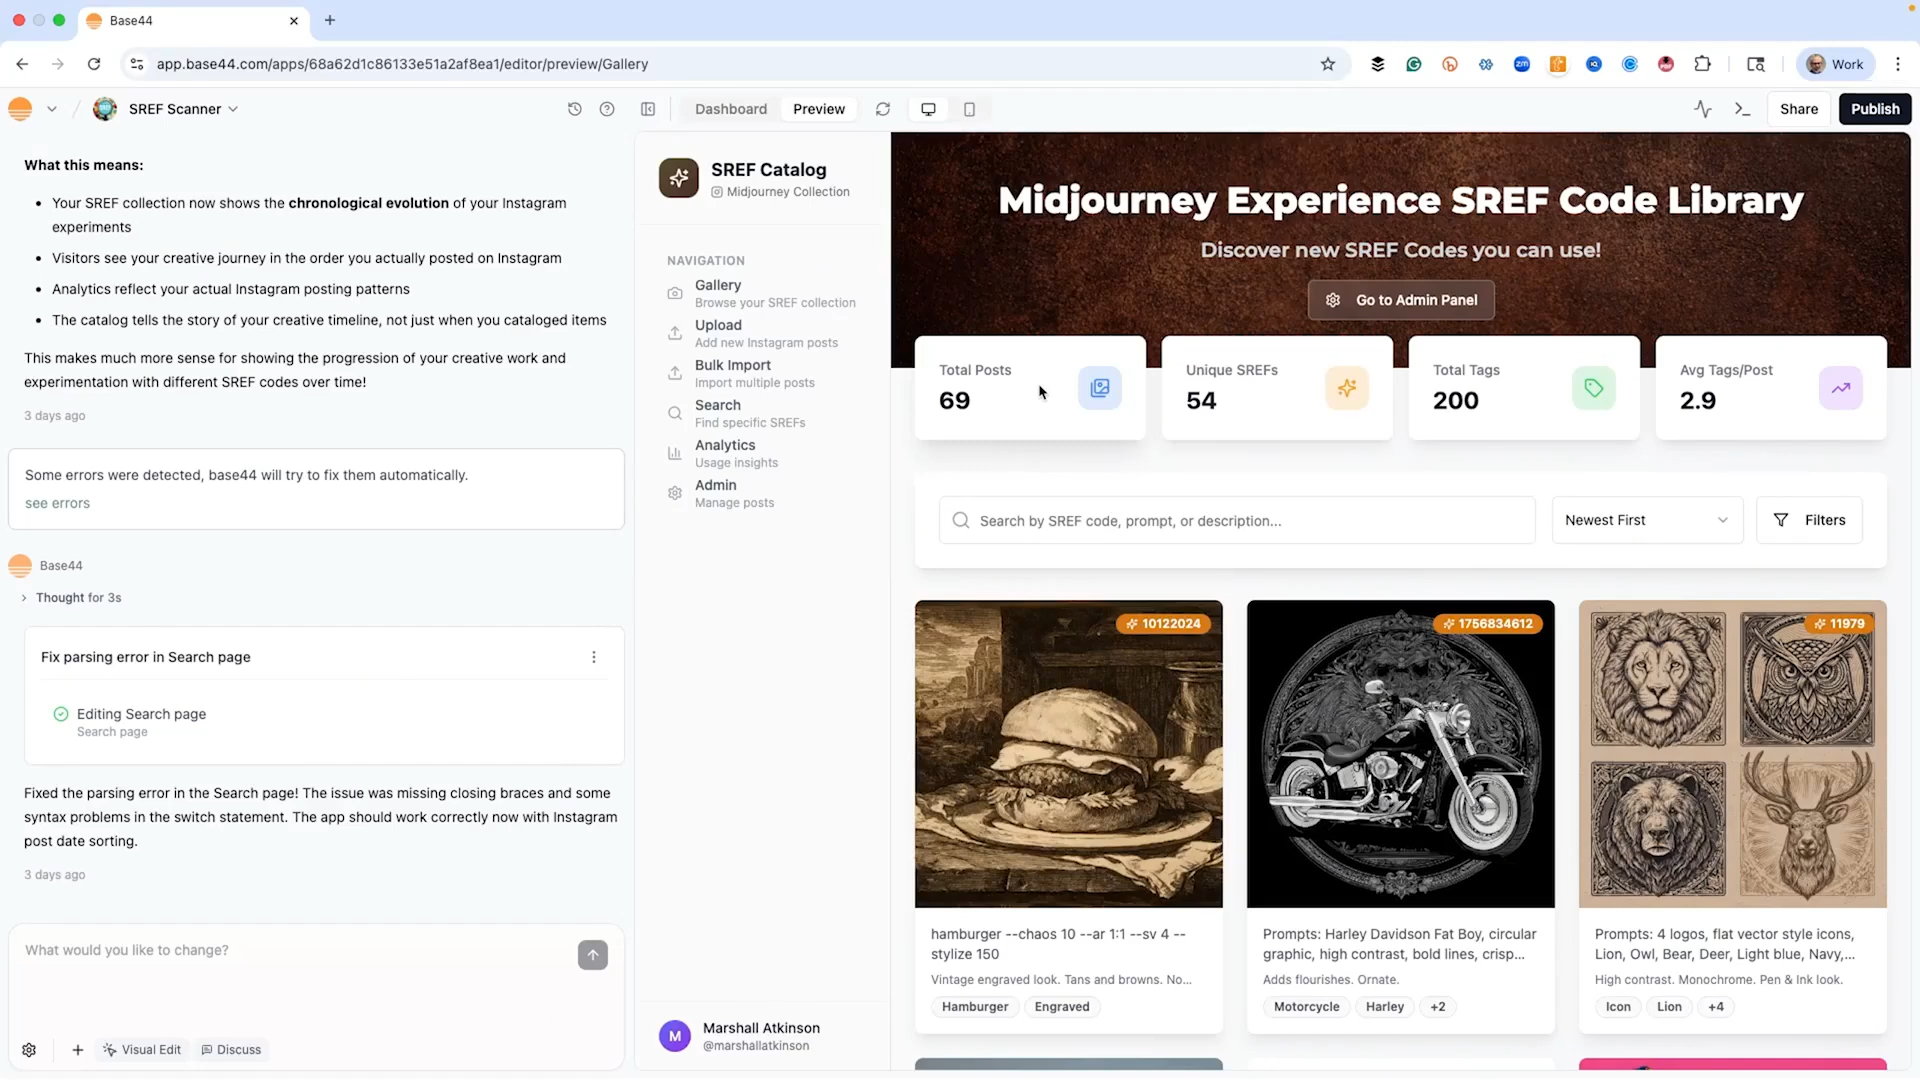 Base44
app.base44.com/apps/68a62d1c86133e51a2af8ea1/editor/preview/Gallery
Work
SREF Scanner
Dashboard
Preview
Share
Publish
What this means:
• Your SREF collection now shows the chronological evolution of your Instagram
experiments
• Visitors see your creative journey in the order you actually posted on Instagram
• Analytics reflect your actual Instagram posting patterns
• The catalog tells the story of your creative timeline, not just when you cataloged items
This makes much more sense for showing the progression of your creative work and
experimentation with different SREF codes over time!
3 days ago
Some errors were detected, base44 will try to fix them automatically.
see errors
Base44
Thought for 3s
Fix parsing error in Search page
Editing Search page
Search page
Fixed the parsing error in the Search page! The issue was missing closing braces and some
syntax problems in the switch statement. The app should work correctly now with Instagram
post date sorting.
3 days ago
What would you like to change?
Visual Edit
Discuss
SREF Catalog
Midjourney Collection
NAVIGATION
Gallery
Browse your SREF collection
Upload
Add new Instagram posts
Bulk Import
Import multiple posts
Search
Find specific SREFs
Analytics
Usage insights
Admin
Manage posts
M
Marshall Atkinson
@marshallatkinson
Midjourney Experience SREF Code Library
Discover new SREF Codes you can use!
Go to Admin Panel
Total Posts
69
Unique SREFs
54
Total Tags
200
Avg Tags/Post
2.9
Search by SREF code, prompt, or description...
Newest First
Filters
10122024
1756834612
11979
hamburger --chaos 10 --ar 1:1 --sv 4 --
stylize 150
Vintage engraved look. Tans and browns. No...
Hamburger
Engraved
Prompts: Harley Davidson Fat Boy, circular
graphic, high contrast, bold lines, crisp...
Adds flourishes. Ornate.
Motorcycle
Harley
+2
Prompts: 4 logos, flat vector style icons,
Lion, Owl, Bear, Deer, Light blue, Navy,...
High contrast. Monochrome. Pen & Ink look.
Icon
Lion
+4